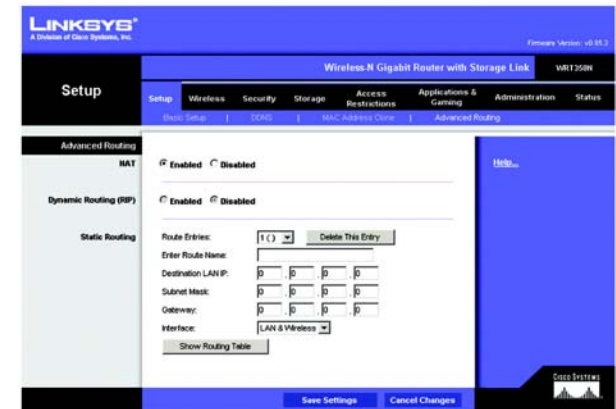 LINKSYS®
A Division of Cisco Systems, Inc.
Firmware Version: v0.05.3
Wireless-N Gigabit Router with Storage Link WRT350N
Setup
Setup Wireless Security Storage Access Restrictions Applications & Gaming Administration Status
Basic Setup | DDNS | MAC Address Clone | Advanced Routing
Advanced Routing
NAT Enabled Disabled
Help...
Dynamic Routing (RIP) Enabled Disabled
Static Routing Route Entries: 1 ( ) Delete This Entry
Enter Route Name:
Destination LAN IP: 0 . 0 . 0 . 0
Subnet Mask: 0 . 0 . 0 . 0
Gateway: 0 . 0 . 0 . 0
Interface: LAN & Wireless
Show Routing Table
CISCO SYSTEMS
Save Settings Cancel Changes